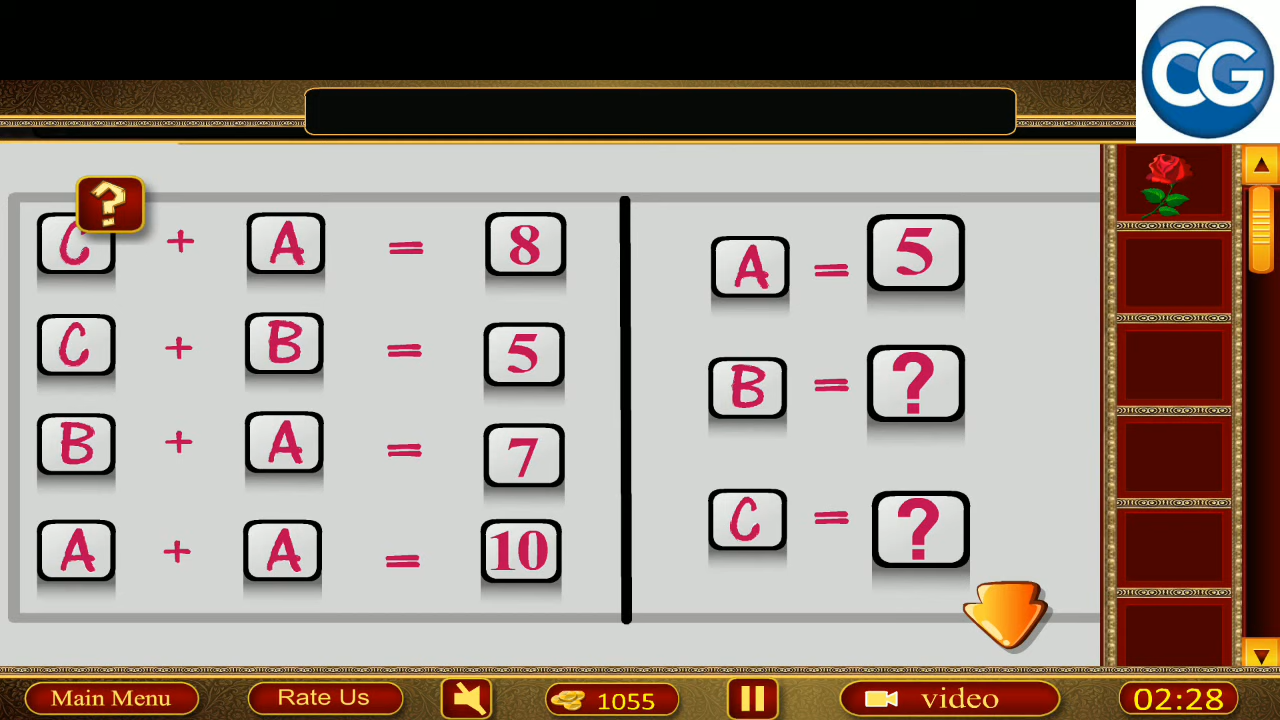 CG
?
C + A = 8
A = 5
C + B = 5
B = ?
B + A = 7
C = ?
A + A = 10
Main Menu
Rate Us
1055
video
02:28